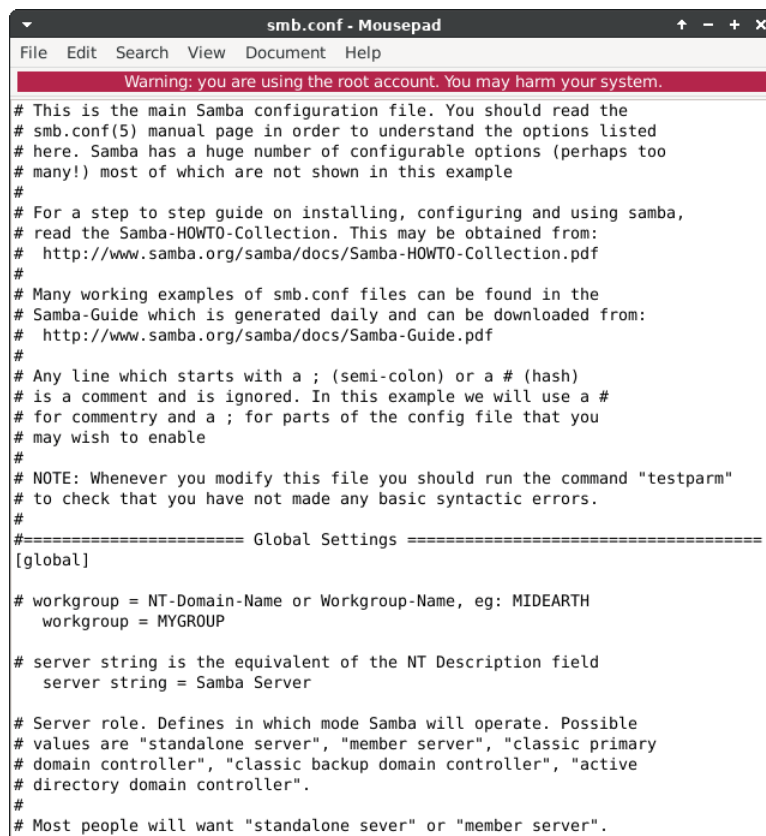 smb.conf - Mousepad
File Edit Search View Document Help
Warning: you are using the root account. You may harm your system.
# This is the main Samba configuration file. You should read the
# smb.conf(5) manual page in order to understand the options listed
# here. Samba has a huge number of configurable options (perhaps too
# many!) most of which are not shown in this example
#
# For a step to step guide on installing, configuring and using samba,
# read the Samba-HOWTO-Collection. This may be obtained from:
#  http://www.samba.org/samba/docs/Samba-HOWTO-Collection.pdf
#
# Many working examples of smb.conf files can be found in the
# Samba-Guide which is generated daily and can be downloaded from:
#  http://www.samba.org/samba/docs/Samba-Guide.pdf
#
# Any line which starts with a ; (semi-colon) or a # (hash)
# is a comment and is ignored. In this example we will use a #
# for commentry and a ; for parts of the config file that you
# may wish to enable
#
# NOTE: Whenever you modify this file you should run the command "testparm"
# to check that you have not made any basic syntactic errors.
#
#======================= Global Settings =====================================
[global]

# workgroup = NT-Domain-Name or Workgroup-Name, eg: MIDEARTH
   workgroup = MYGROUP

# server string is the equivalent of the NT Description field
   server string = Samba Server

# Server role. Defines in which mode Samba will operate. Possible
# values are "standalone server", "member server", "classic primary
# domain controller", "classic backup domain controller", "active
# directory domain controller".
#
# Most people will want "standalone sever" or "member server".